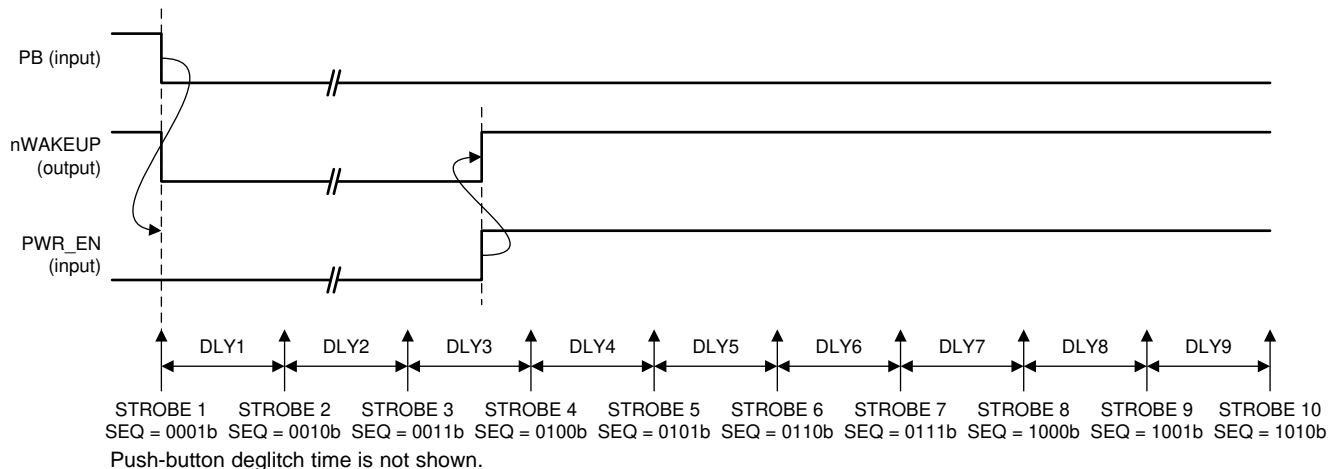 PB (input)
nWAKEUP
(output)
PWR_EN
(input)
DLY1 DLY2 DLY3 DLY4 DLY5 DLY6 DLY7 DLY8 DLY9
STROBE 1 STROBE 2 STROBE 3 STROBE 4 STROBE 5 STROBE 6 STROBE 7 STROBE 8 STROBE 9 STROBE 10
SEQ = 0001b SEQ = 0010b SEQ = 0011b SEQ = 0100b SEQ = 0101b SEQ = 0110b SEQ = 0111b SEQ = 1000b SEQ = 1001b SEQ = 1010b
Push-button deglitch time is not shown.